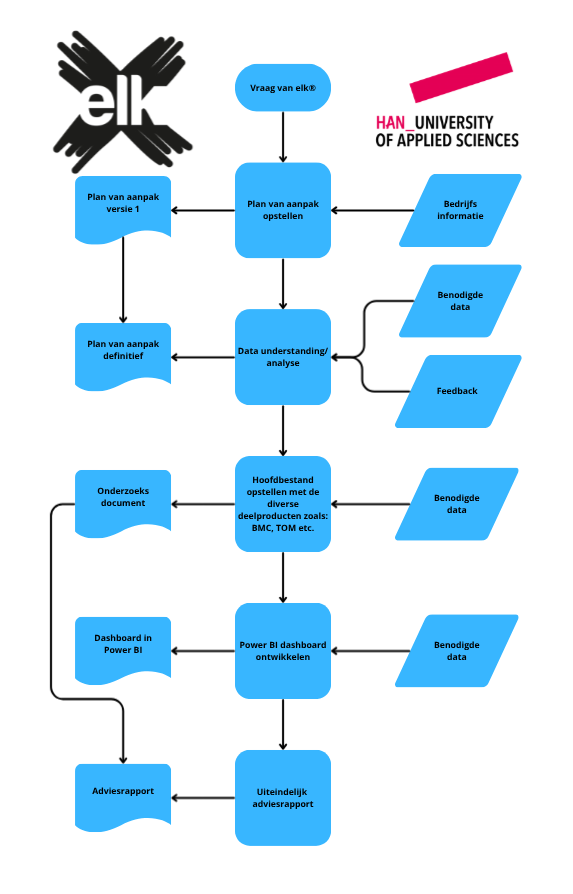 elk
Vraag van elk®
HAN_UNIVERSITY
OF APPLIED SCIENCES
Plan van aanpak
versie 1
Plan van aanpak
opstellen
Bedrijfs
informatie
Benodigde
data
Plan van aanpak
definitief
Data understanding/
analyse
Feedback
Onderzoeks
document
Hoofdbestand
opstellen met de
diverse
deelproducten zoals:
BMC, TOM etc.
Benodigde
data
Dashboard in
Power BI
Power BI dashboard
ontwikkelen
Benodigde
data
Adviesrapport
Uiteindelijk
adviesrapport